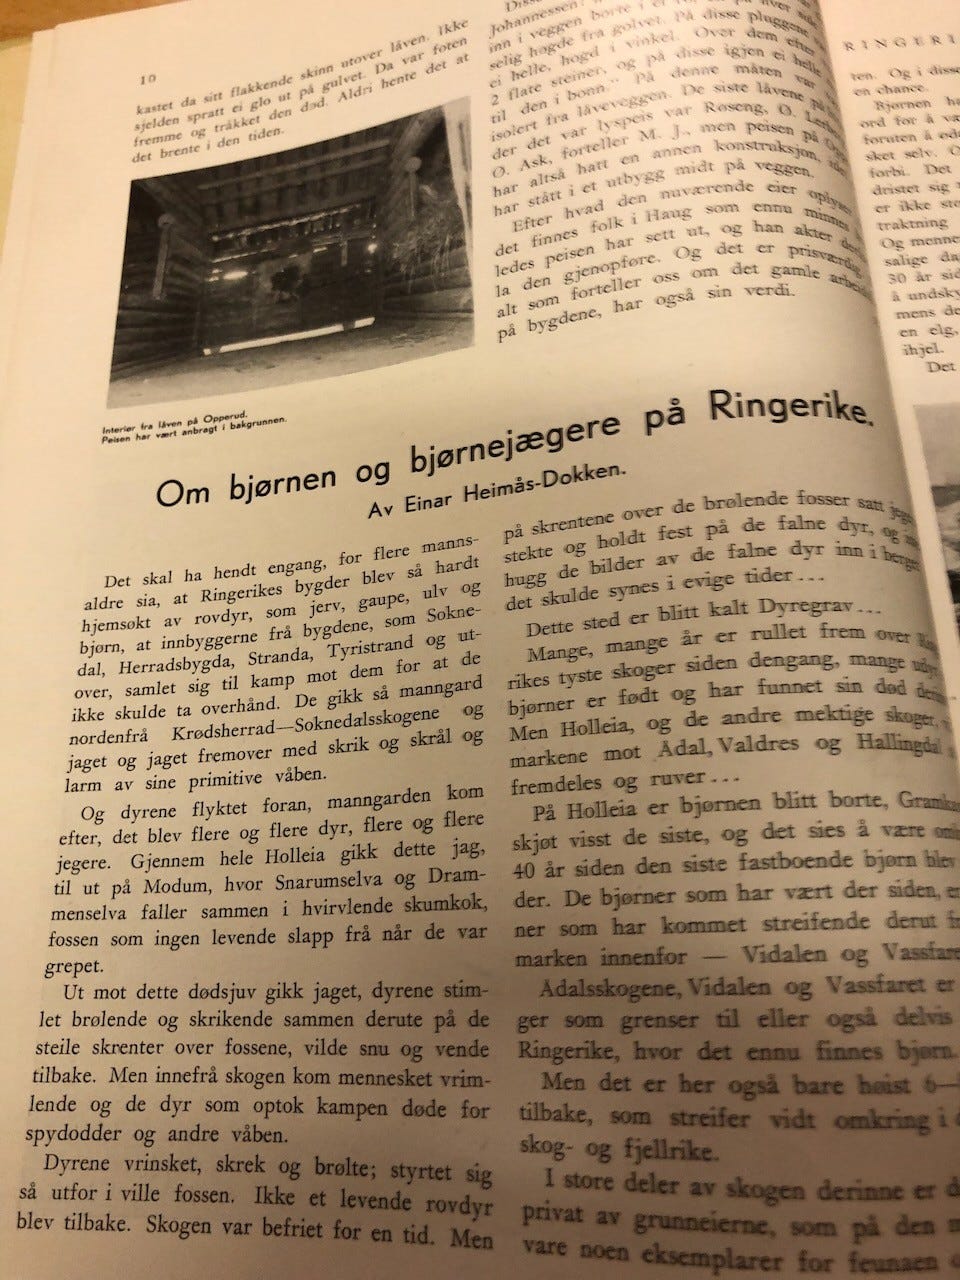 10
kastet da sitt flakkende skinn utover låven. Ikke
sjelden spratt ei glo ut på gulvet. Da var foten
fremme og tråkket den død. Aldri hente det at
det brente i den tiden.
Interiør fra låven på Opperud.
Peisen har vært anbragt i bakgrunnen.
Johannessen:
inn i veggen borte i
selig høgde fra golvet. På disse pluggene
ei helle, hogd i vinkel. Over dem efter
2 flate steiner, og på disse igjen ei helle
til den i bonn.” På denne måten var
isolert fra låveveggen. De siste låvene på
der det var lyspeis var Røseng, Ø.
Ø. Ask, forteller M. J., men peisen på
har altså hatt en annen konstruksjon,
har stått i et utbygg midt på veggen.
Efter hvad den nuværende eier
det finnes folk i Haug som ennu minnes
ledes peisen har sett ut, og han akter
la den gjenopføre. Og det er prisverdig,
alt som forteller oss om det gamle
på bygdene, har også sin verdi.
Om bjørnen og bjørnejægere på Ringerike.
Av Einar Heimås-Dokken.
Det skal ha hendt engang, for flere manns-
aldre sia, at Ringerikes bygder blev så hardt
hjemsøkt av rovdyr, som jerv, gaupe, ulv og
bjørn, at innbyggerne frå bygdene, som Sokne-
dal, Herradsbygda, Stranda, Tyristrand og ut-
over, samlet sig til kamp mot dem for at de
ikke skulde ta overhånd. De gikk så manngard
nordenfrå Krødsherrad—Soknedalsskogene og
jaget og jaget fremover med skrik og skrål og
larm av sine primitive våben.
Og dyrene flyktet foran, manngarden kom
efter, det blev flere og flere dyr, flere og flere
jegere. Gjennem hele Holleia gikk dette jag,
til ut på Modum, hvor Snarumselva og Dram-
menselva faller sammen i hvirvlende skumkok,
fossen som ingen levende slapp frå når de var
grepet.
Ut mot dette dødsjuv gikk jaget, dyrene stim-
let brølende og skrikende sammen derute på de
steile skrenter over fossene, vilde snu og vende
tilbake. Men innefrå skogen kom mennesket vrim-
lende og de dyr som optok kampen døde for
spydodder og andre våben.
Dyrene vrinsket, skrek og brølte; styrtet sig
så utfor i ville fossen. Ikke et levende rovdyr
blev tilbake. Skogen var befriet for en tid. Men
på skrentene over de brølende fosser satt
stekte og holdt fest på de falne dyr, og
hugg de bilder av de falne dyr inn i
det skulde synes i evige tider . . .
Dette sted er blitt kalt Dyregrav . . .
Mange, mange år er rullet frem over
rikes tyste skoger siden dengang, mange
bjørner er født og har funnet sin død
Men Holleia, og de andre mektige skoger,
markene mot Ådal, Valdres og Hallingdal,
fremdeles og ruver . . .
På Holleia er bjørnen blitt borte,
skjøt visst de siste, og det sies å være
40 år siden den siste fastboende bjørn blev
der. De bjørner som har vært der siden, er
ner som har kommet streifende derut
marken innenfor — Vidalen og Vassfaret
Ådalsskogene, Vidalen og Vassfaret er
ger som grenser til eller også delvis
Ringerike, hvor det ennu finnes bjørn.
Men det er her også bare høist 6—
tilbake, som streifer vidt omkring i
skog- og fjellrike.
I store deler av skogen derinne er
privat av grunneierne, som på den
vare noen eksemplarer for feunaen
RINGERI
ten. Og i
en chance.
Bjørnen
ord for å
foruten å
sket selv.
forbi. Det
dristet sig
er ikke
traktning
Og
salige
30 år
å
mens
en elg,
ihjel.
Det